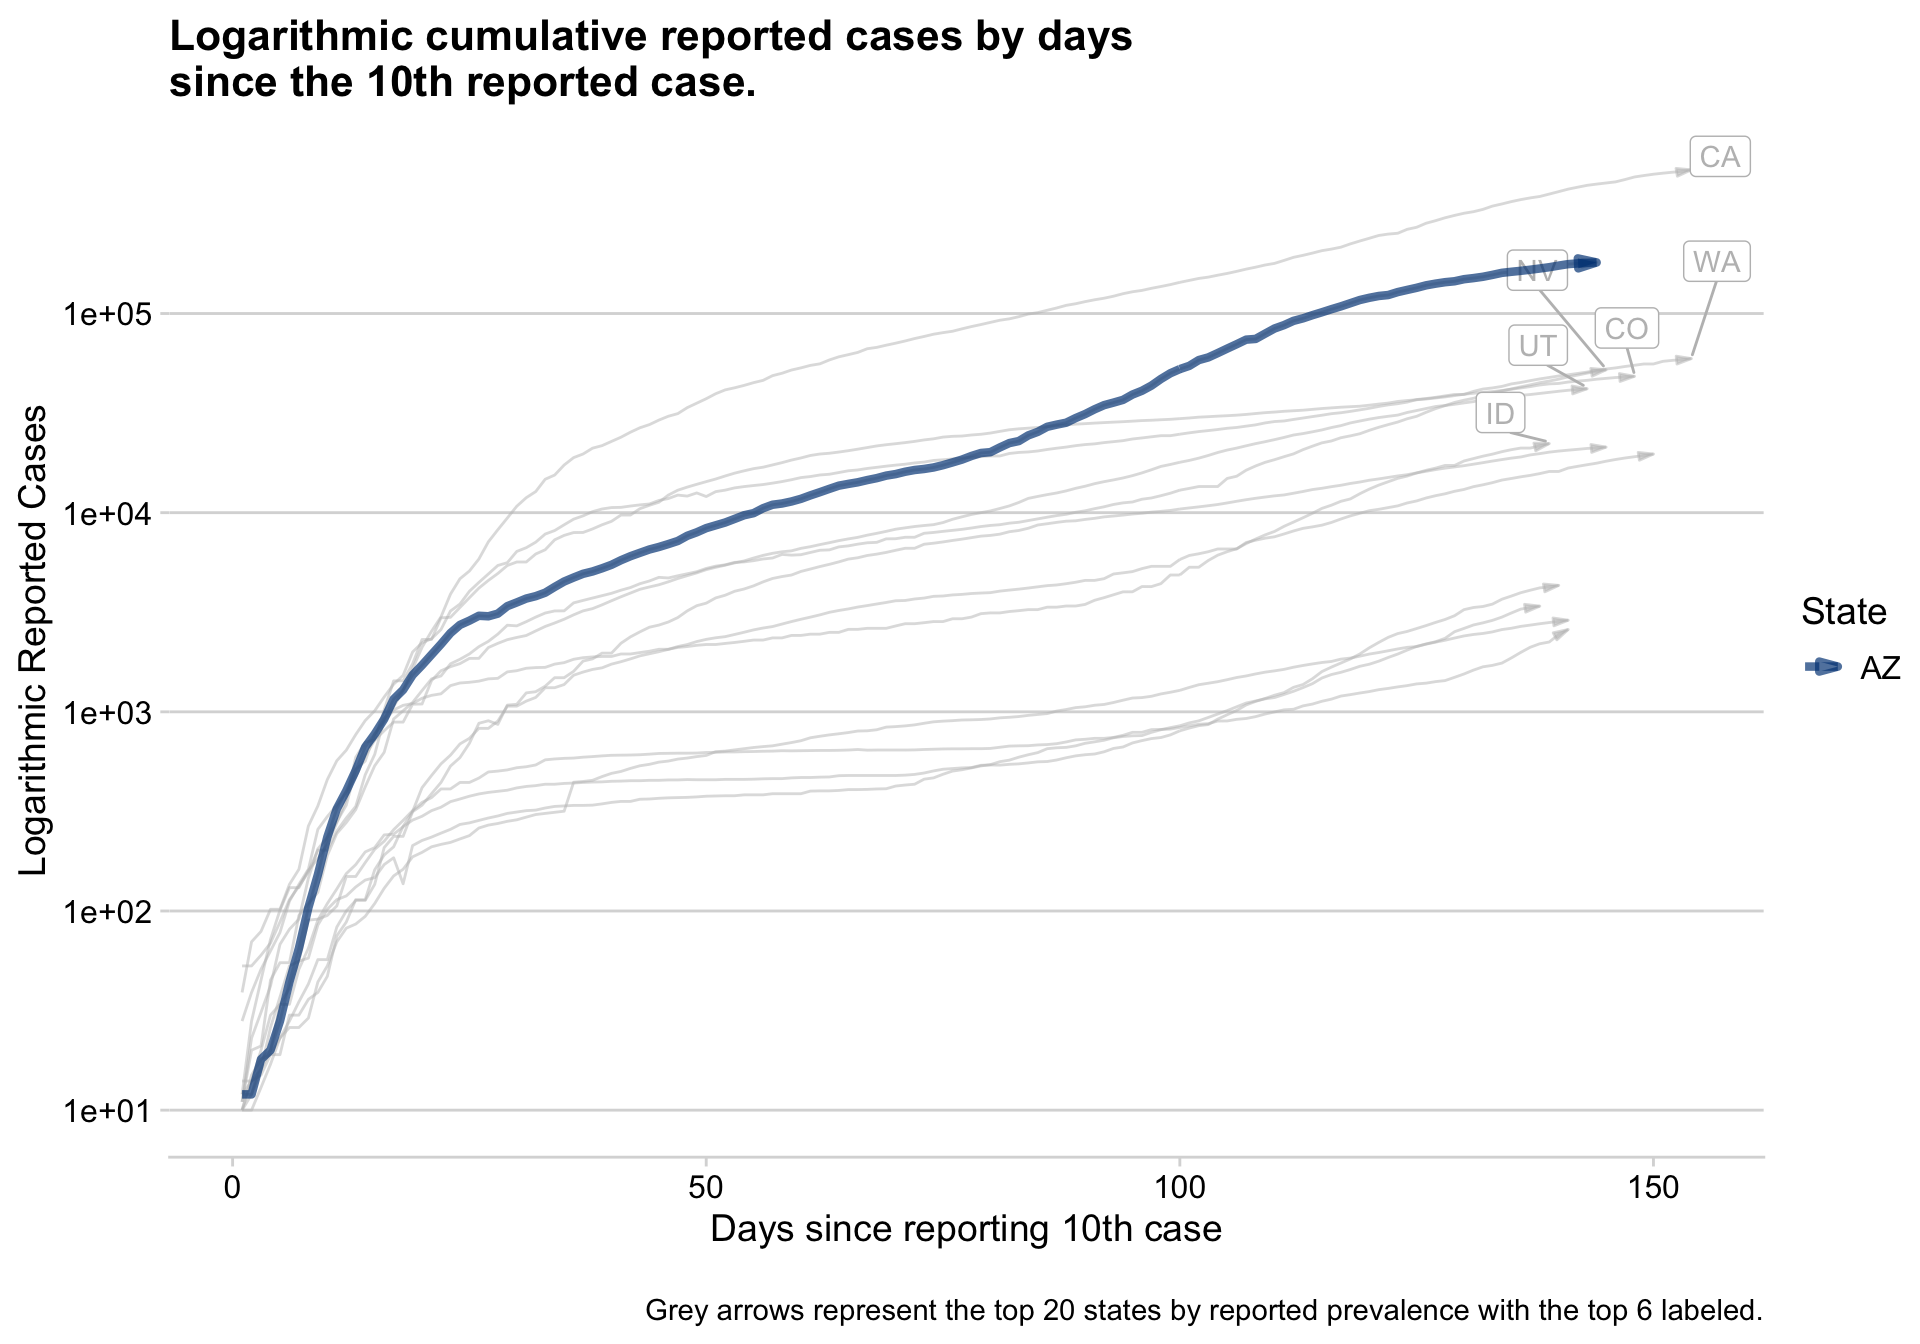 Logarithmic cumulative reported cases by days
since the 10th reported case.
CA
WA
NV
CO
UT
ID
1e+05
1e+04
1e+03
1e+02
1e+01
Logarithmic Reported Cases
State
AZ
0 50 100 150
Days since reporting 10th case
Grey arrows represent the top 20 states by reported prevalence with the top 6 labeled.